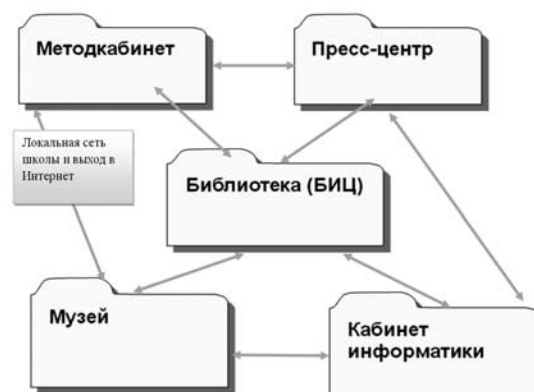 Методкабинет
Пресс-центр
Локальная сеть
школы и выход в
Интернет
Библиотека (БИЦ)
Музей
Кабинет
информатики